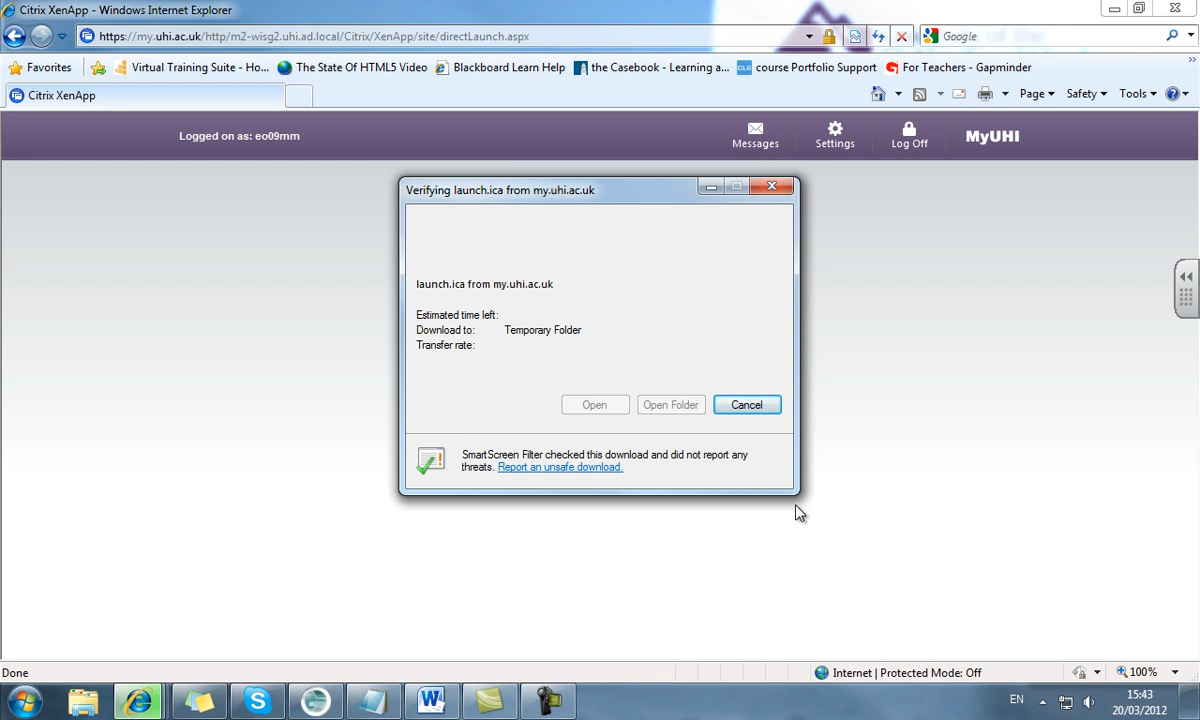 Citrix XenApp - Windows Internet Explorer
https://my.uhi.ac.uk/http/m2-wisg2.uhi.ad.local/Citrix/XenApp/site/directLaunch.aspx
Google
Favorites
Virtual Training Suite - Ho...
The State Of HTML5 Video
Blackboard Learn Help
the Casebook - Learning a...
CLE
course Portfolio Support
For Teachers - Gapminder
Citrix XenApp
Page
Safety
Tools
Logged on as: eo09mm
Messages
Settings
Log Off
MyUHI
Verifying launch.ica from my.uhi.ac.uk
launch.ica from my.uhi.ac.uk
Estimated time left:
Download to: Temporary Folder
Transfer rate:
Open
Open Folder
Cancel
SmartScreen Filter checked this download and did not report any
threats. Report an unsafe download.
Done
Internet | Protected Mode: Off
100%
EN
15:43
20/03/2012